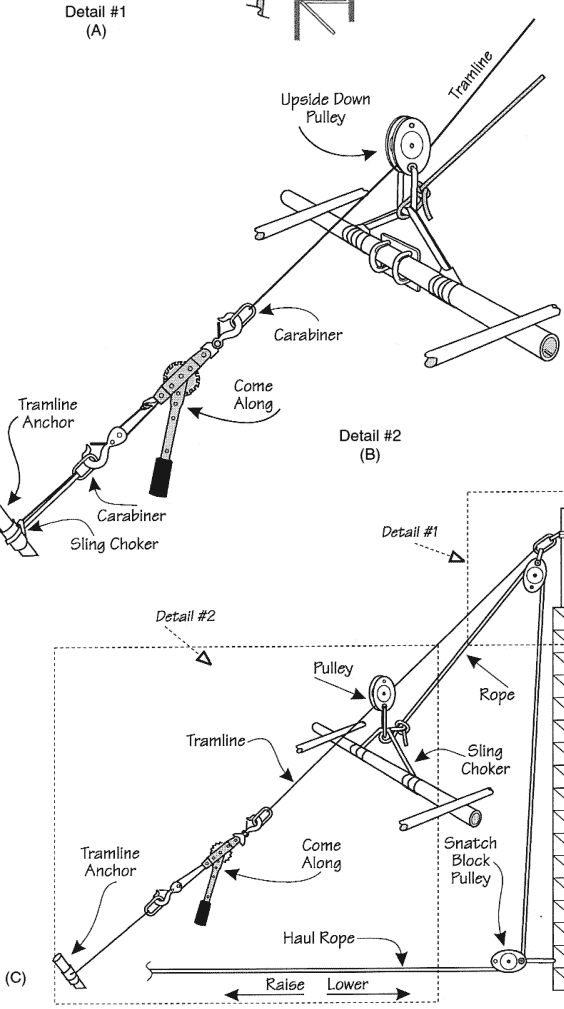 Detail #1
(A)
Tramline
Upside Down
Pulley
Carabiner
Come
Along
Tramline
Anchor
Detail #2
(B)
Carabiner
Sling Choker
Detail #1
Detail #2
Pulley
Rope
Tramline
Sling
Choker
Snatch
Block
Pulley
Come
Along
Tramline
Anchor
Haul Rope
(C)
Raise Lower